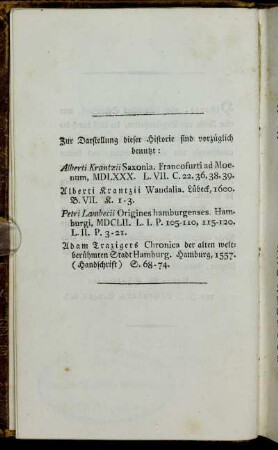 Zur Darstellung dieser Historie sind vorzüglich
benutzt:
Alberti Krantzii Saxonia. Francofurti ad Moe-
num, MDLXXX. L. VII. C. 22. 36. 38. 39.
Alberti Krantzii Wandalia. Lübeck, 1600.
B. VII. K. 1-3.
Petri Lambecii Origines hamburgenses. Ham-
burgi, MDCLII. L. I. P. 105-110, 115-120.
L. II. P. 3-21.
Adam Trazigers Chronica der alten welt-
berühmten Stadt Hamburg. Hamburg, 1557.
(Handschrift) S. 68-74.